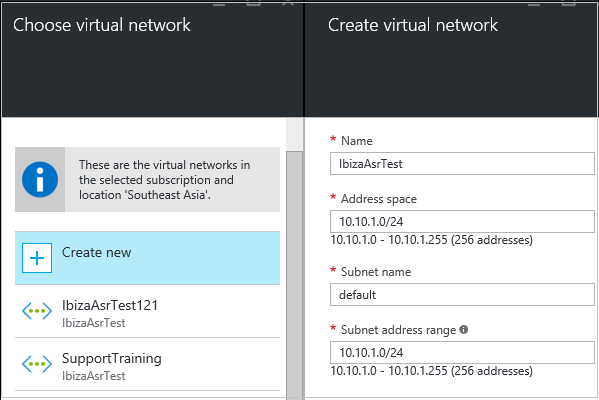 Choose virtual network
These are the virtual networks in
the selected subscription and
location 'Southeast Asia'.
Create new
IbizaAsrTest121
IbizaAsrTest
SupportTraining
IbizaAsrTest
Create virtual network
* Name
IbizaAsrTest
* Address space
10.10.1.0/24
10.10.1.0 - 10.10.1.255 (256 addresses)
* Subnet name
default
* Subnet address range
10.10.1.0/24
10.10.1.0 - 10.10.1.255 (256 addresses)